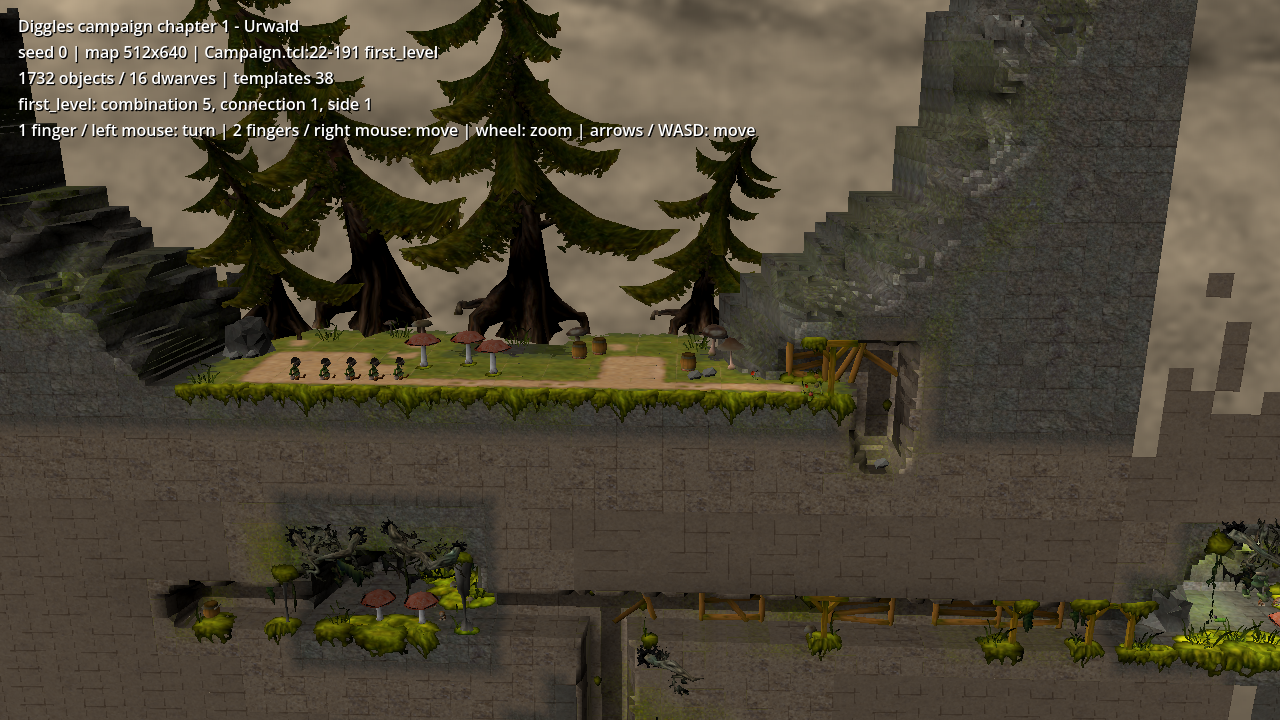 Diggles campaign chapter 1 - Urwald
seed 0 | map 512x640 | Campaign.tcl:22-191 first_level
1732 objects / 16 dwarves | templates 38
first_level: combination 5, connection 1, side 1
1 finger / left mouse: turn | 2 fingers / right mouse: move | wheel: zoom | arrows / WASD: move